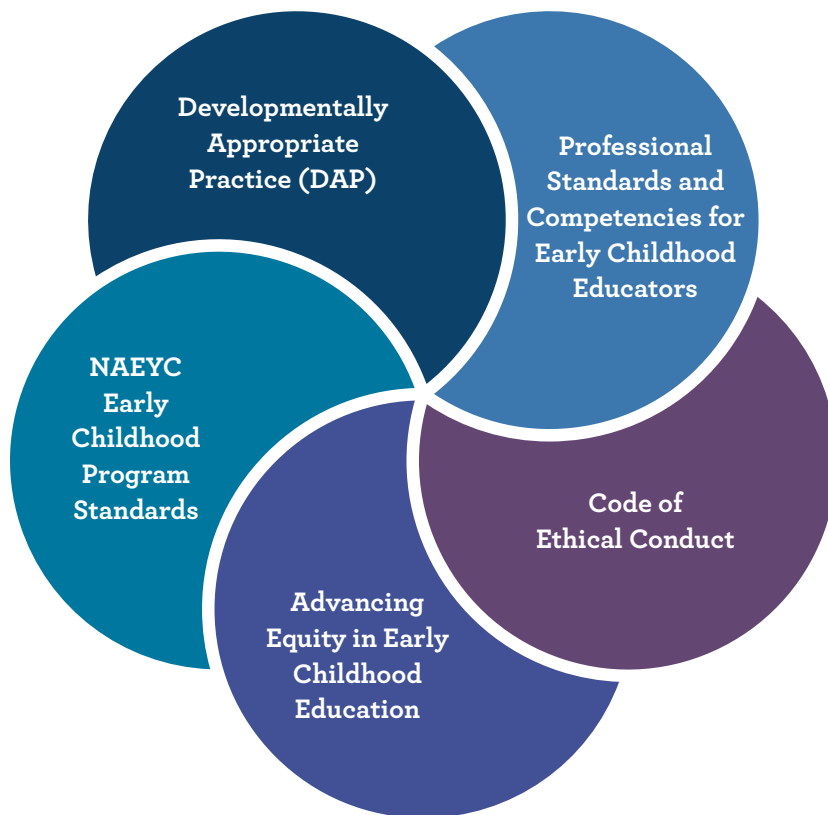 Developmentally
Appropriate
Practice (DAP)
Professional
Standards and
Competencies for
Early Childhood
Educators
NAEYC
Early
Childhood
Program
Standards
Code of
Ethical Conduct
Advancing
Equity in Early
Childhood
Education